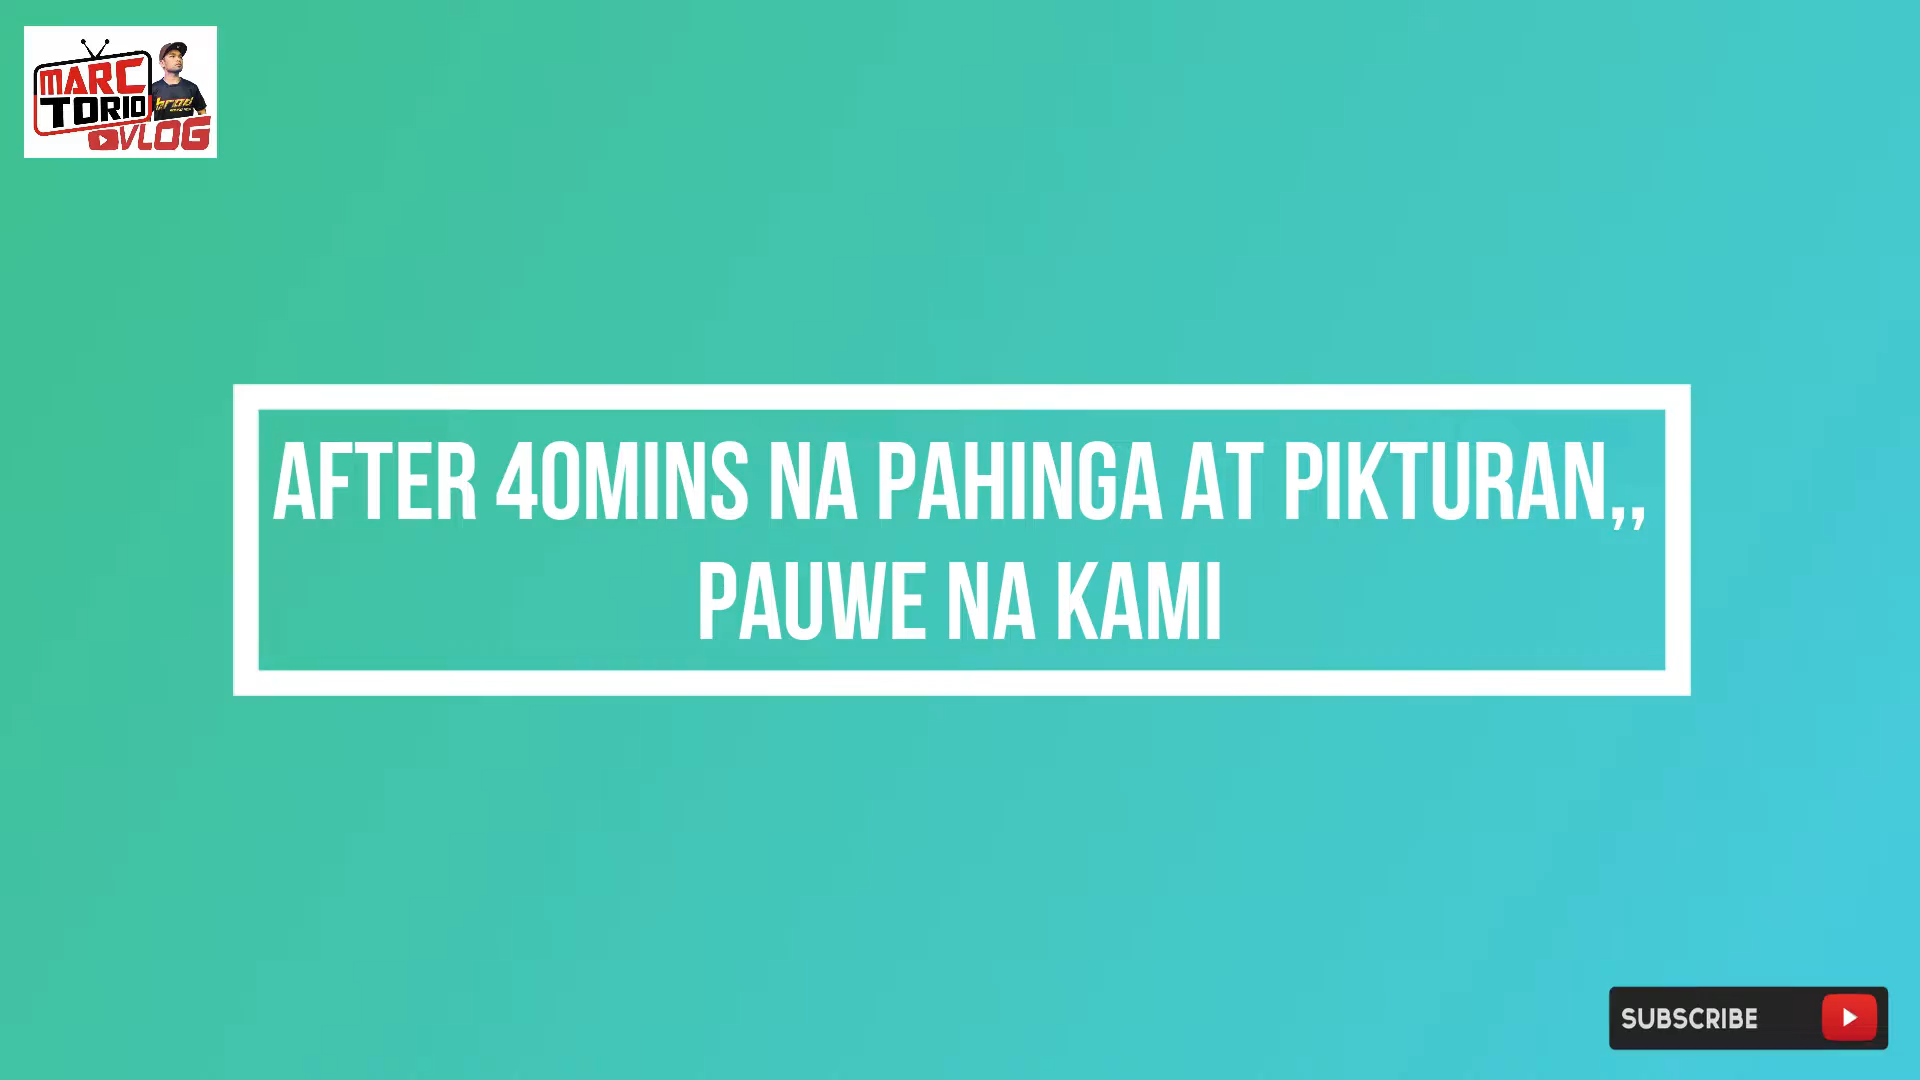 MARC
TORIO
VLOG
AFTER 40MINS NA PAHINGA AT PIKTURAN,,
PAUWE NA KAMI
SUBSCRIBE